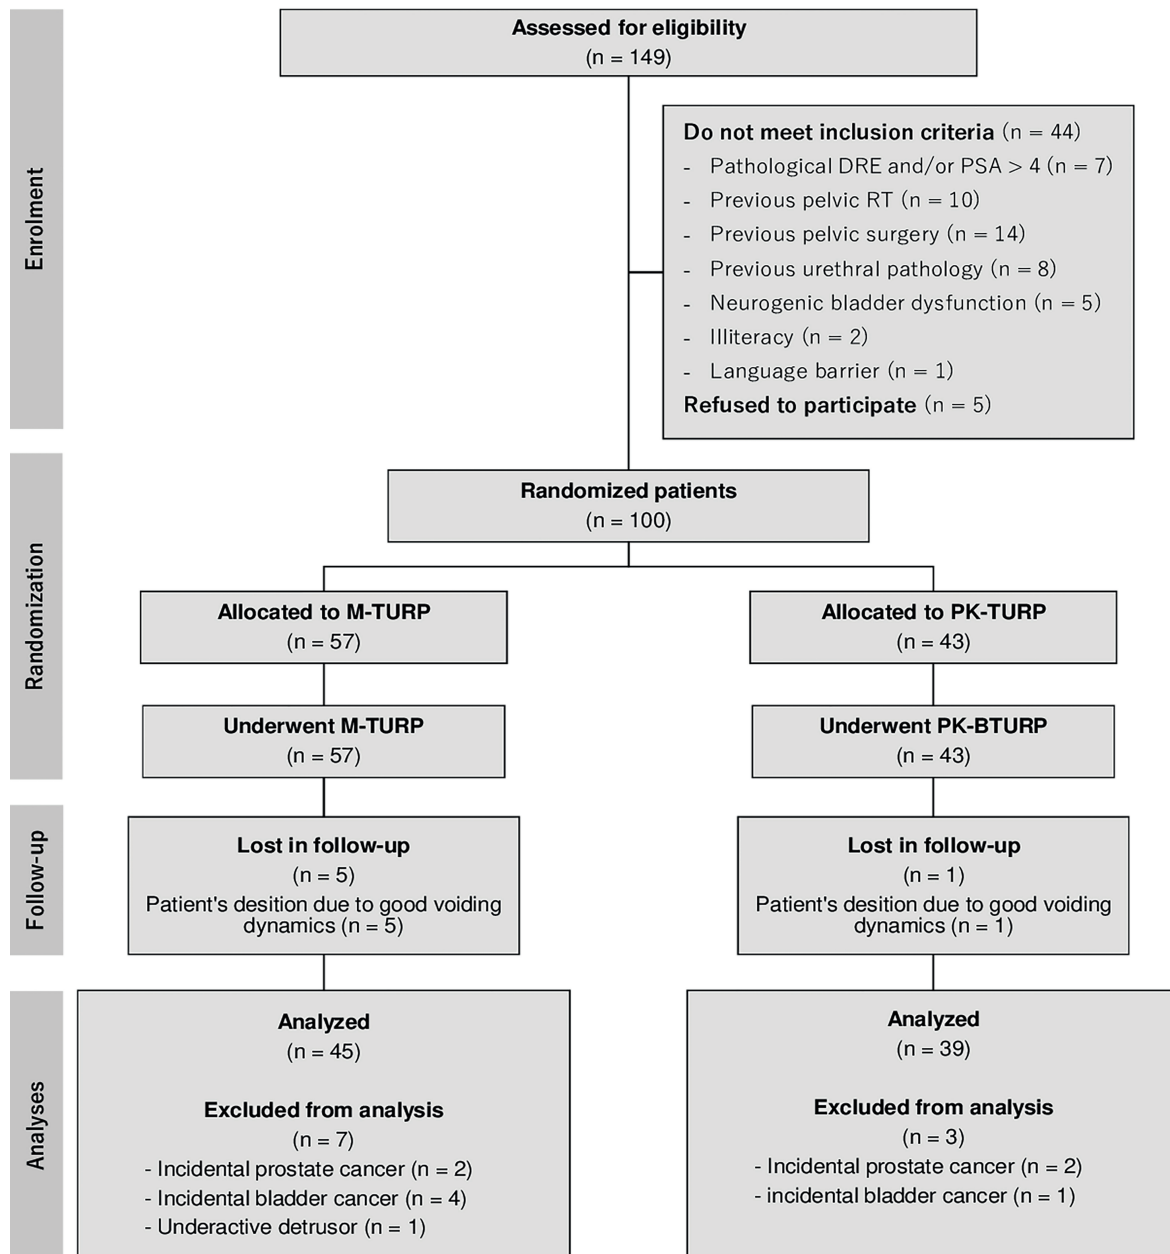 Enrolment
Assessed for eligibility
(n = 149)
Do not meet inclusion criteria (n = 44)
- Pathological DRE and/or PSA > 4 (n = 7)
- Previous pelvic RT (n = 10)
- Previous pelvic surgery (n = 14)
- Previous urethral pathology (n = 8)
- Neurogenic bladder dysfunction (n = 5)
- Illiteracy (n = 2)
- Language barrier (n = 1)
Refused to participate (n = 5)
Randomization
Randomized patients
(n = 100)
Allocated to M-TURP
(n = 57)
Allocated to PK-TURP
(n = 43)
Underwent M-TURP
(n = 57)
Underwent PK-BTURP
(n = 43)
Follow-up
Lost in follow-up
(n = 5)
Patient's desition due to good voiding
dynamics (n = 5)
Lost in follow-up
(n = 1)
Patient's desition due to good voiding
dynamics (n = 1)
Analyses
Analyzed
(n = 45)
Excluded from analysis
(n = 7)
- Incidental prostate cancer (n = 2)
- Incidental bladder cancer (n = 4)
- Underactive detrusor (n = 1)
Analyzed
(n = 39)
Excluded from analysis
(n = 3)
- Incidental prostate cancer (n = 2)
- incidental bladder cancer (n = 1)